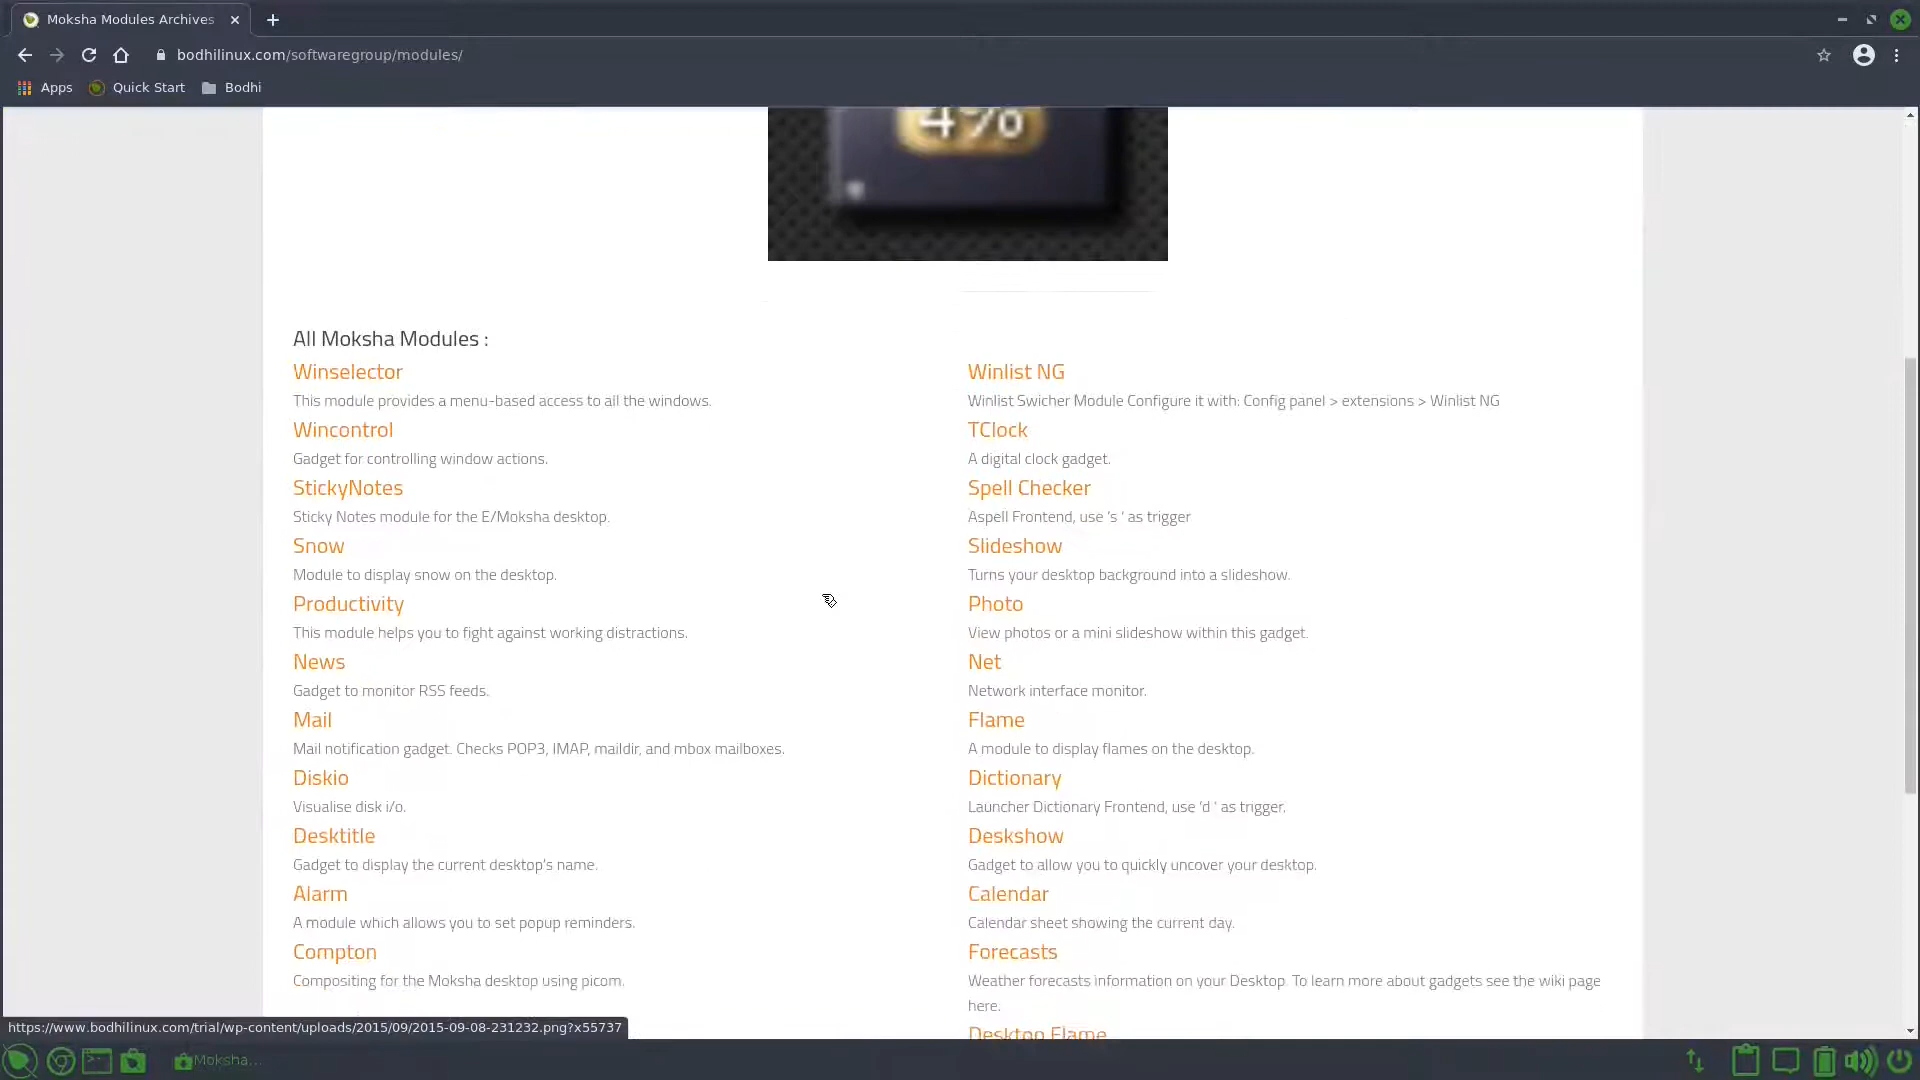 Moksha Modules Archives
bodhilinux.com/softwaregroup/modules/
Apps
Quick Start
Bodhi
4%
All Moksha Modules :
Winselector
This module provides a menu-based access to all the windows.
Wincontrol
Gadget for controlling window actions.
StickyNotes
Sticky Notes module for the E/Moksha desktop.
Snow
Module to display snow on the desktop.
Productivity
This module helps you to fight against working distractions.
News
Gadget to monitor RSS feeds.
Mail
Mail notification gadget. Checks POP3, IMAP, maildir, and mbox mailboxes.
Diskio
Visualise disk i/o.
Desktitle
Gadget to display the current desktop's name.
Alarm
A module which allows you to set popup reminders.
Compton
Compositing for the Moksha desktop using picom.
Winlist NG
Winlist Swicher Module Configure it with: Config panel > extensions > Winlist NG
TClock
A digital clock gadget.
Spell Checker
Aspell Frontend, use 's ' as trigger
Slideshow
Turns your desktop background into a slideshow.
Photo
View photos or a mini slideshow within this gadget.
Net
Network interface monitor.
Flame
A module to display flames on the desktop.
Dictionary
Launcher Dictionary Frontend, use 'd ' as trigger.
Deskshow
Gadget to allow you to quickly uncover your desktop.
Calendar
Calendar sheet showing the current day.
Forecasts
Weather forecasts information on your Desktop. To learn more about gadgets see the wiki page
here.
Desktop Flame
https://www.bodhilinux.com/trial/wp-content/uploads/2015/09/2015-09-08-231232.png?x55737
Moksha...